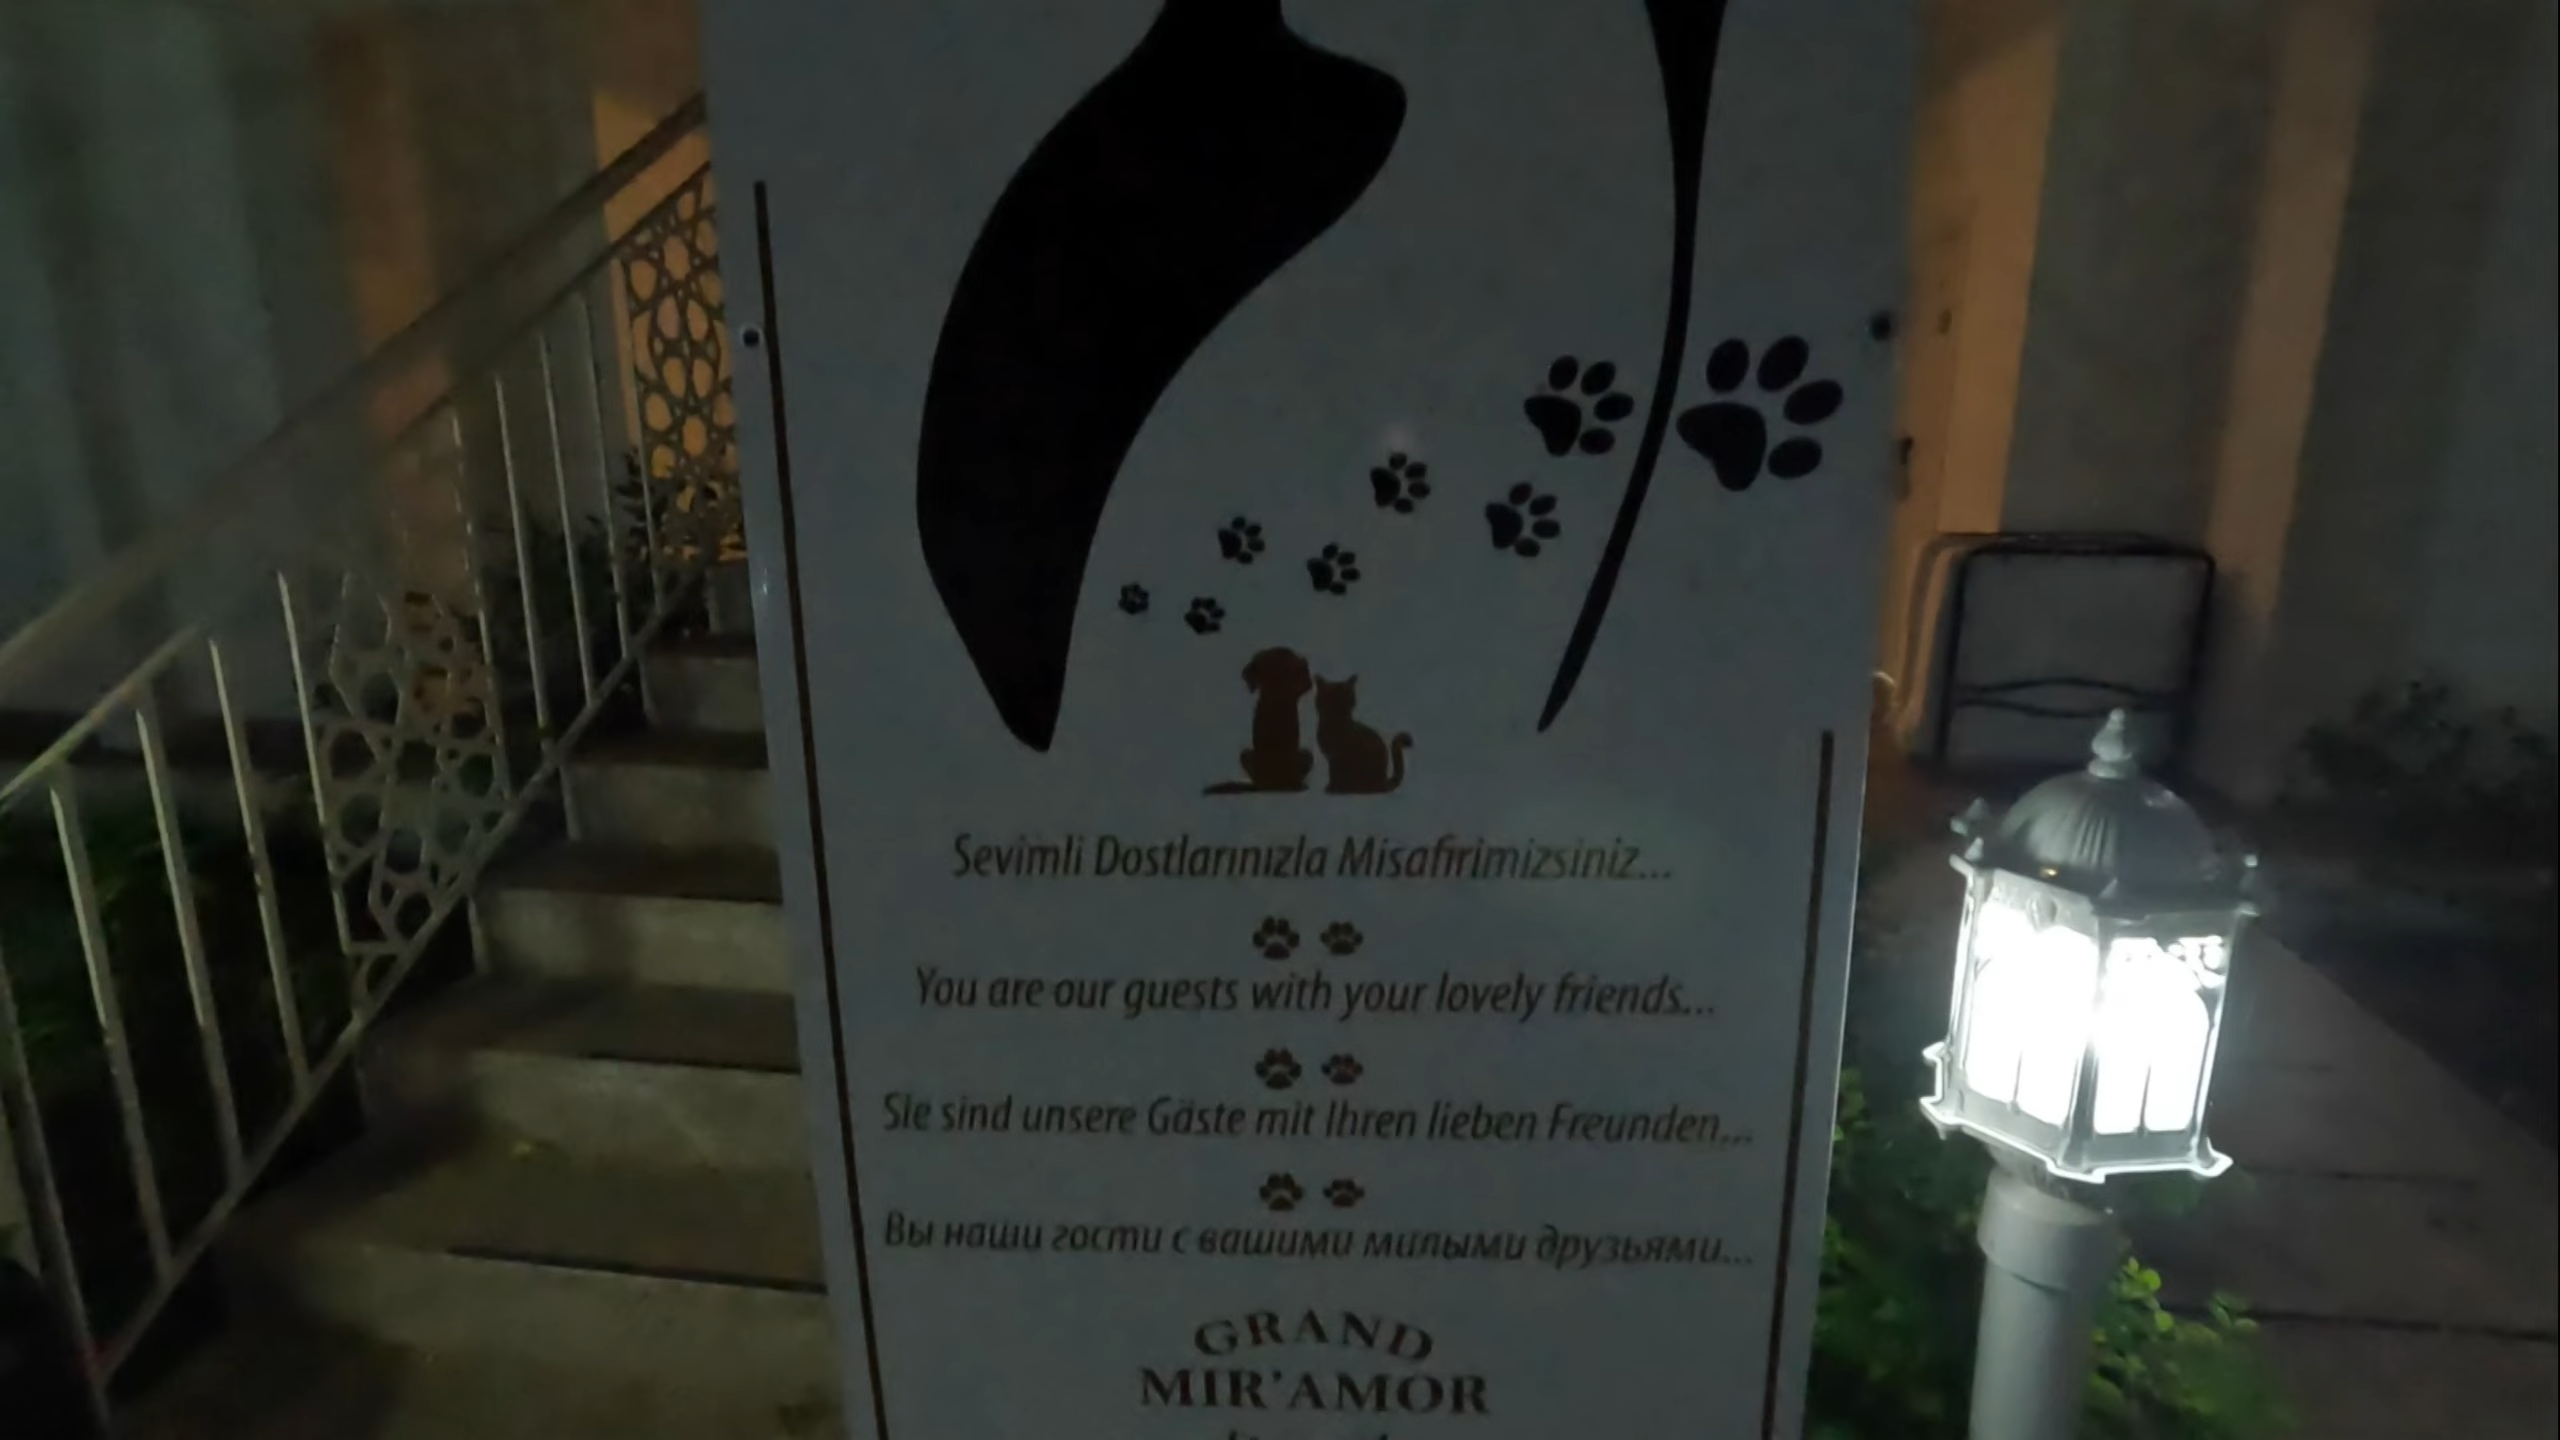 Sevimli Dostlarınızla Misafirimizsiniz...
You are our guests with your lovely friends...
Sie sind unsere Gäste mit Ihren lieben Freunden...
Вы наши гости с вашими милыми друзьями...
GRAND
MIR'AMOR